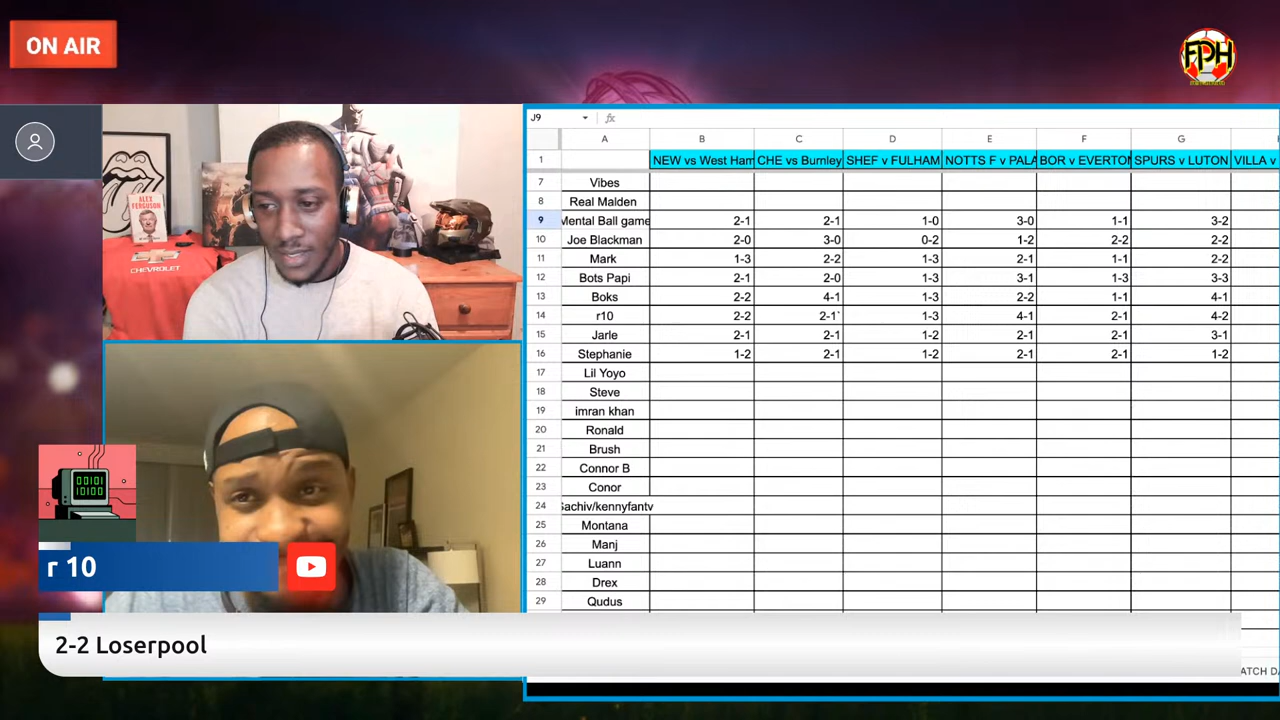 ON AIR
FPH
ALEX
FERGUSON
CHEVROLET
00101
10100
r 10
2-2 Loserpool
J9 fx
A B C D E F G
1 NEW vs West Ham CHE vs Burnley SHEF v FULHAM NOTTS F v PALA BOR v EVERTON SPURS v LUTON VILLA v
7 Vibes
8 Real Malden
9 Mental Ball game 2-1 2-1 1-0 3-0 1-1 3-2
10 Joe Blackman 2-0 3-0 0-2 1-2 2-2 2-2
11 Mark 1-3 2-2 1-3 2-1 1-1 2-2
12 Bots Papi 2-1 2-0 1-3 3-1 1-3 3-3
13 Boks 2-2 4-1 1-3 2-2 1-1 4-1
14 r10 2-2 2-1` 1-3 4-1 2-1 4-2
15 Jarle 2-1 2-1 1-2 2-1 2-1 3-1
16 Stephanie 1-2 2-1 1-2 2-1 2-1 1-2
17 Lil Yoyo
18 Steve
19 imran khan
20 Ronald
21 Brush
22 Connor B
23 Conor
24 Sachiv/kennyfantv
25 Montana
26 Manj
27 Luann
28 Drex
29 Qudus
ATCH DA